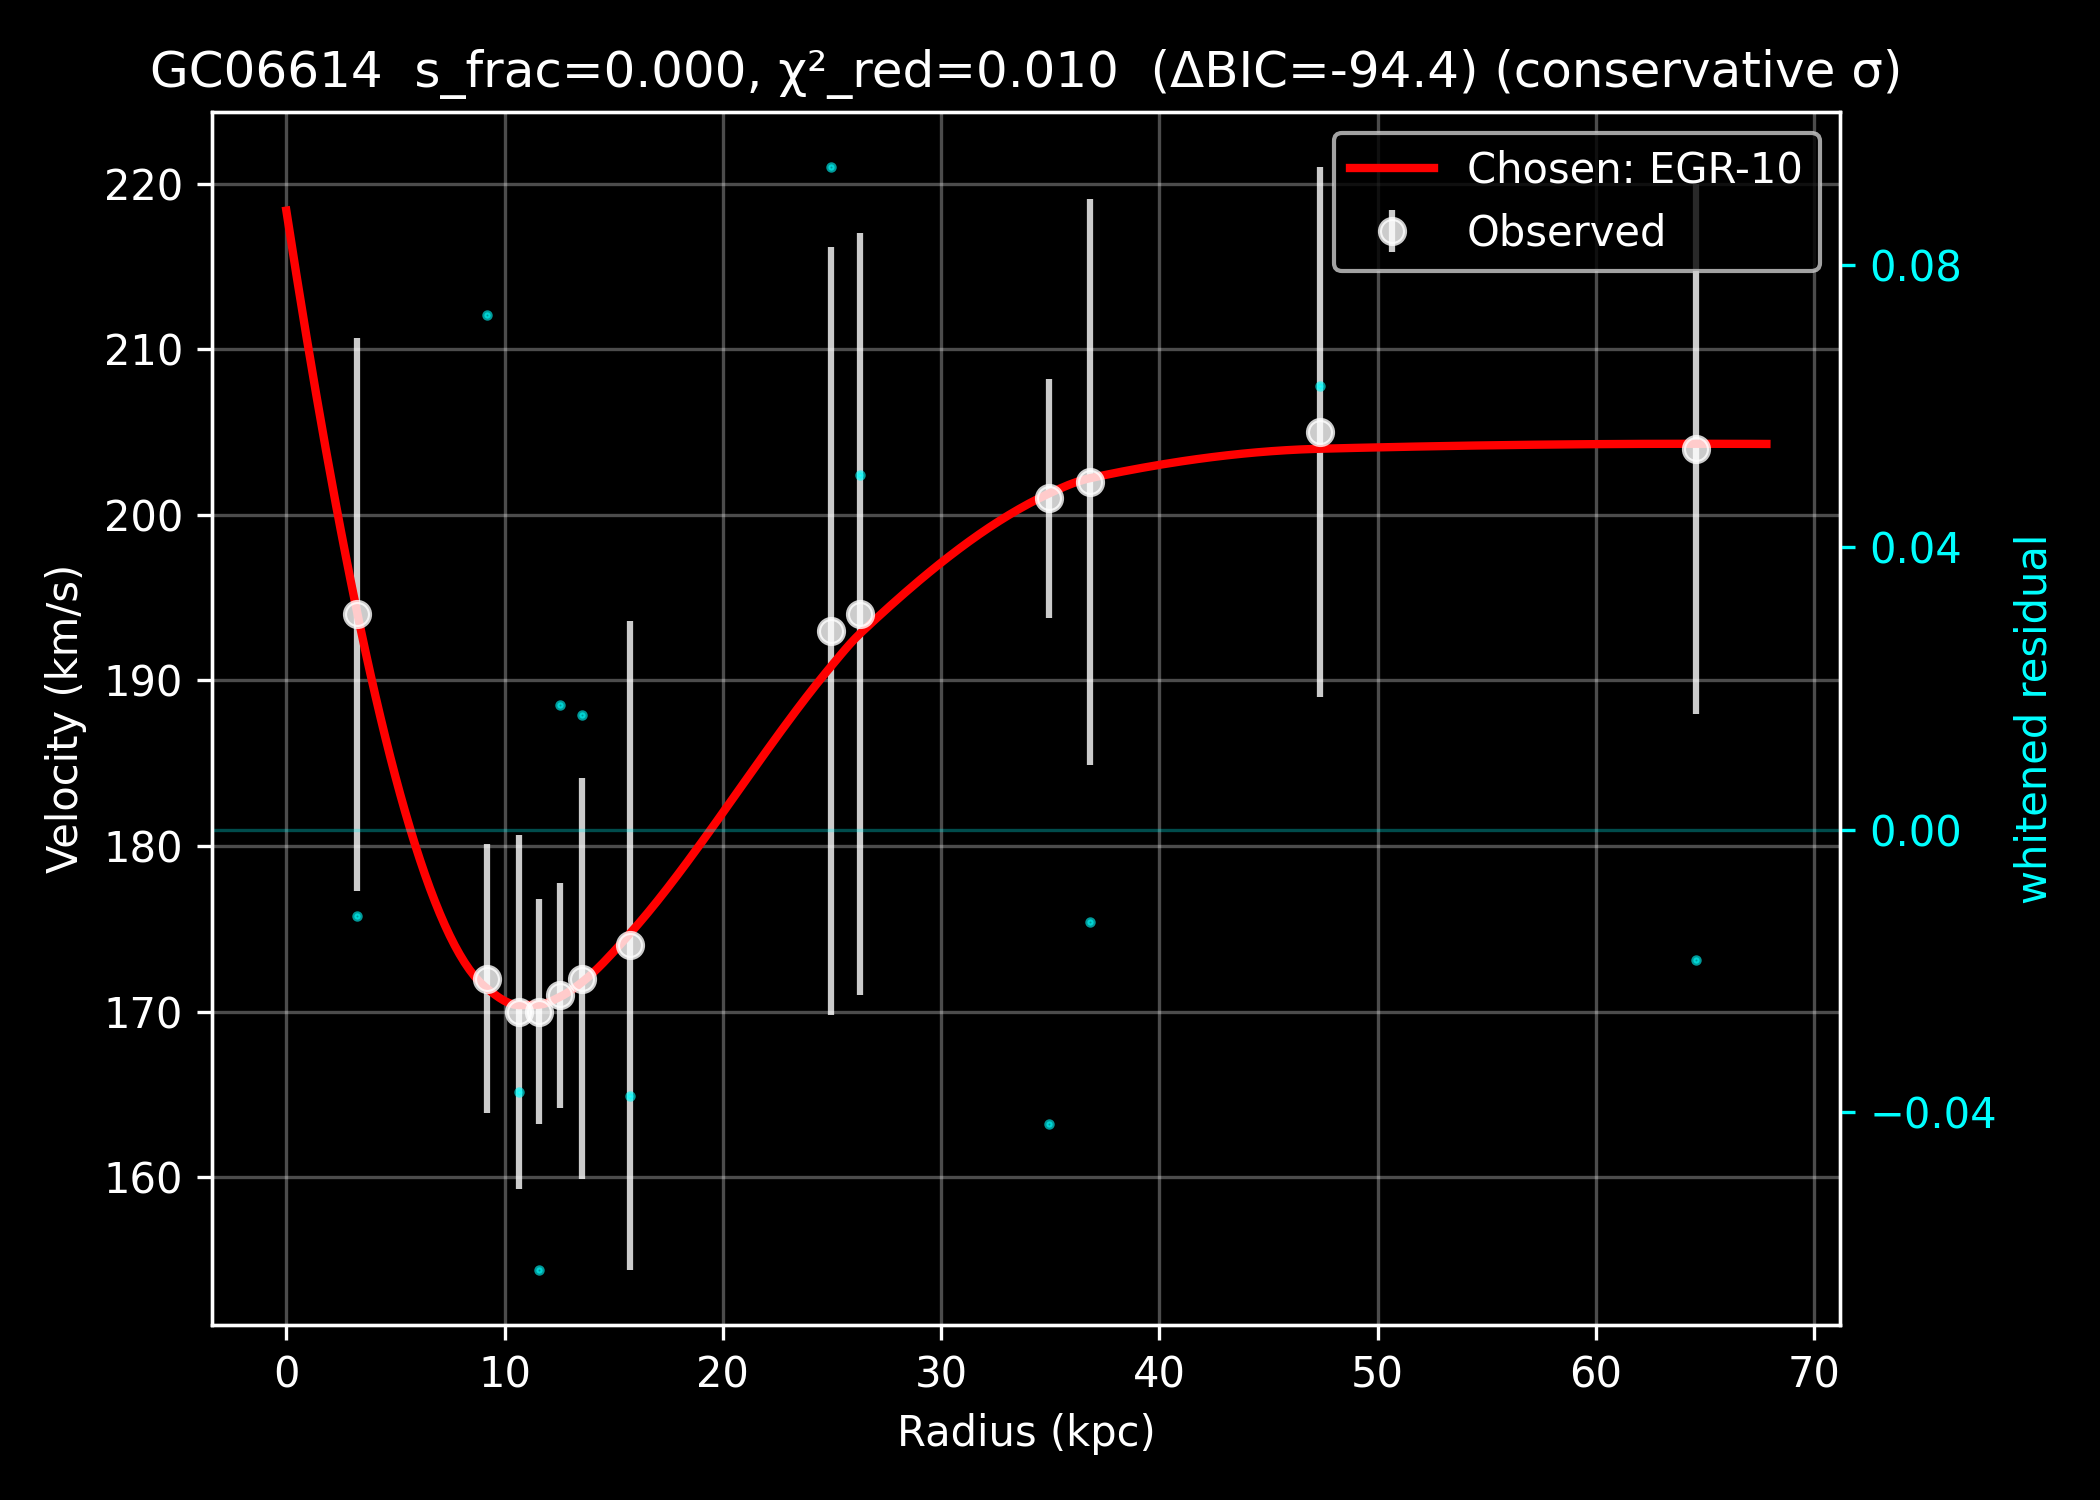 GC06614 s_frac=0.000, χ²_red=0.010 (ΔBIC=-94.4) (conservative σ)
Chosen: EGR-10
Observed
Velocity (km/s)
220
210
200
190
180
170
160
0.08
0.04
0.00
−0.04
whitened residual
0 10 20 30 40 50 60 70
Radius (kpc)